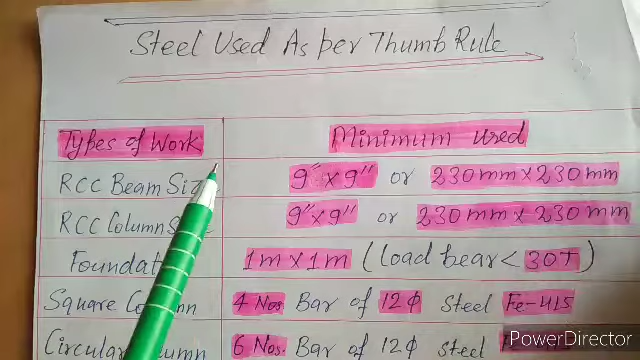 Steel Used As per Thumb Rule
Types of Work Minimum Used
RCC Beam Siz 9"x9" or 230mm x 230mm
RCC Column S 9"x9" or 230mm x 230mm
Foundat 1m x 1m (load bear < 30T)
Square Co mn 4 Nos Bar of 12Φ Steel Fe-415
Circular umn 6 Nos. Bar of 12Φ steel
PowerDirector